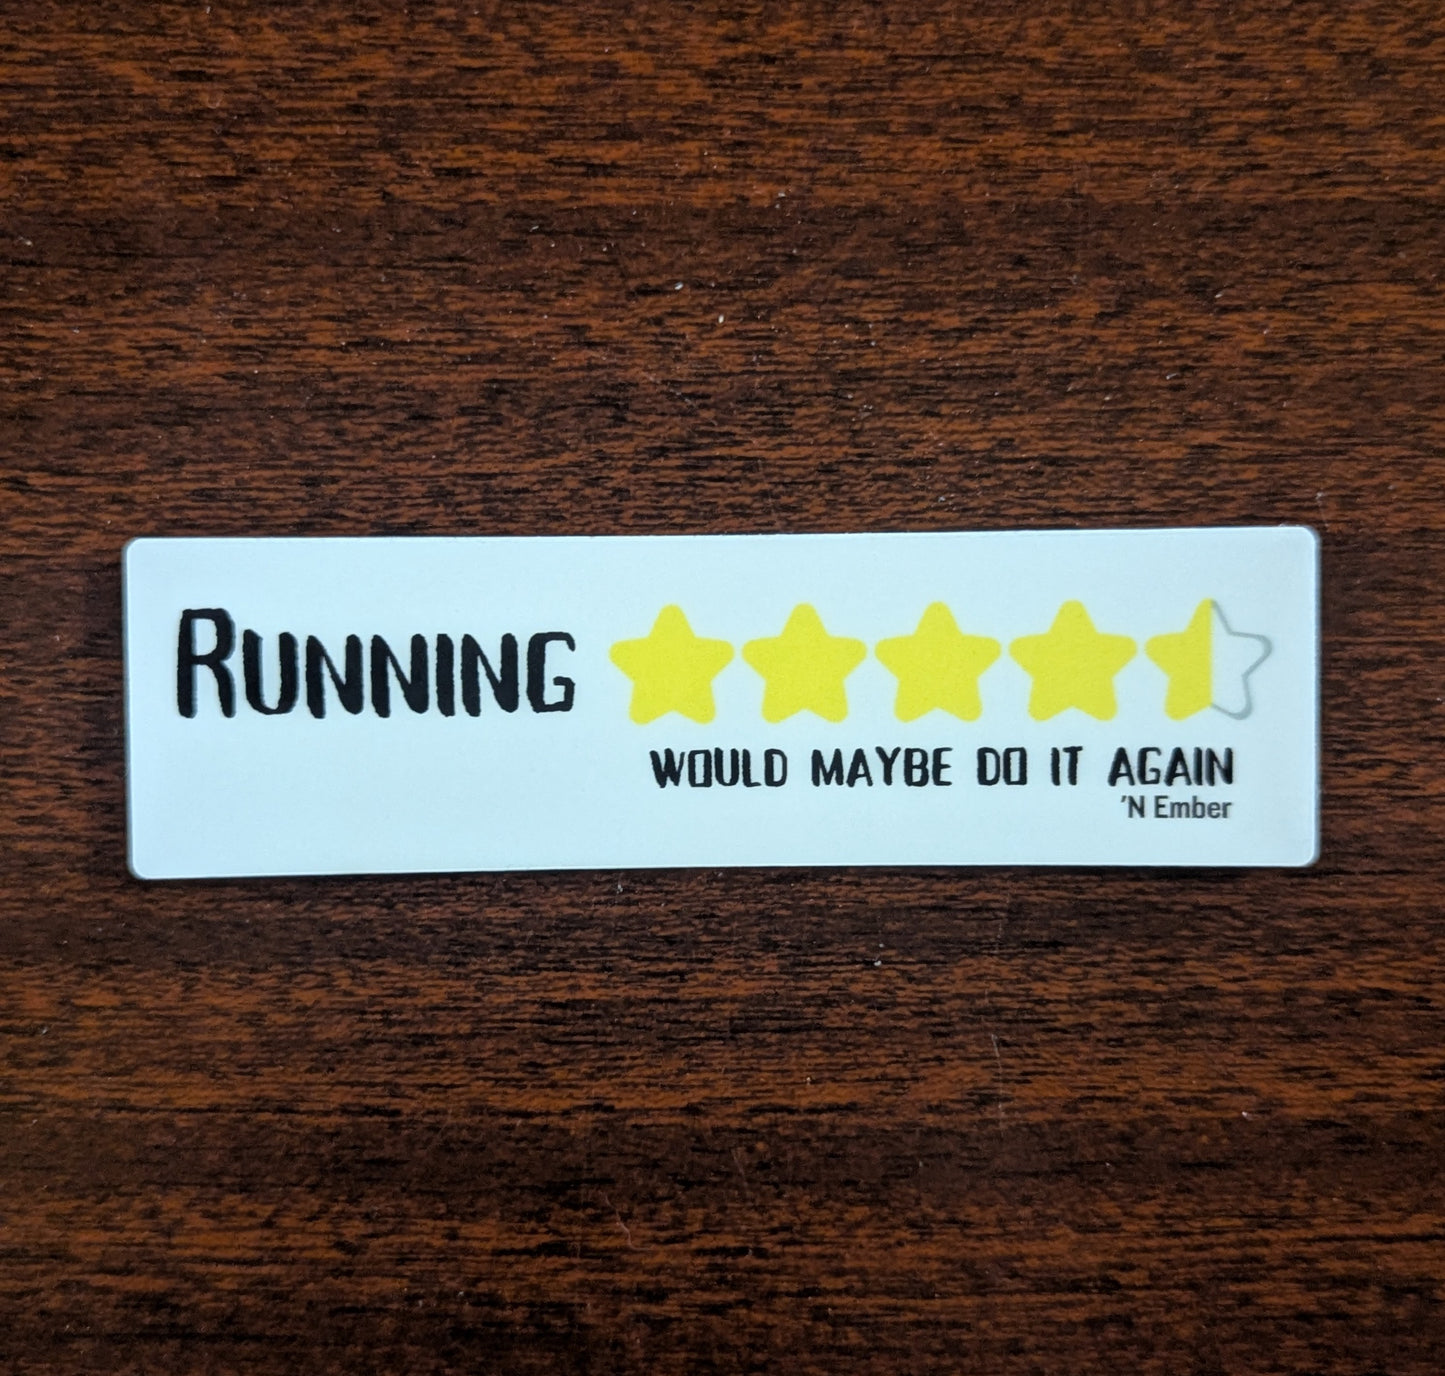 RUNNING
WOULD MAYBE DO IT AGAIN
'N Ember